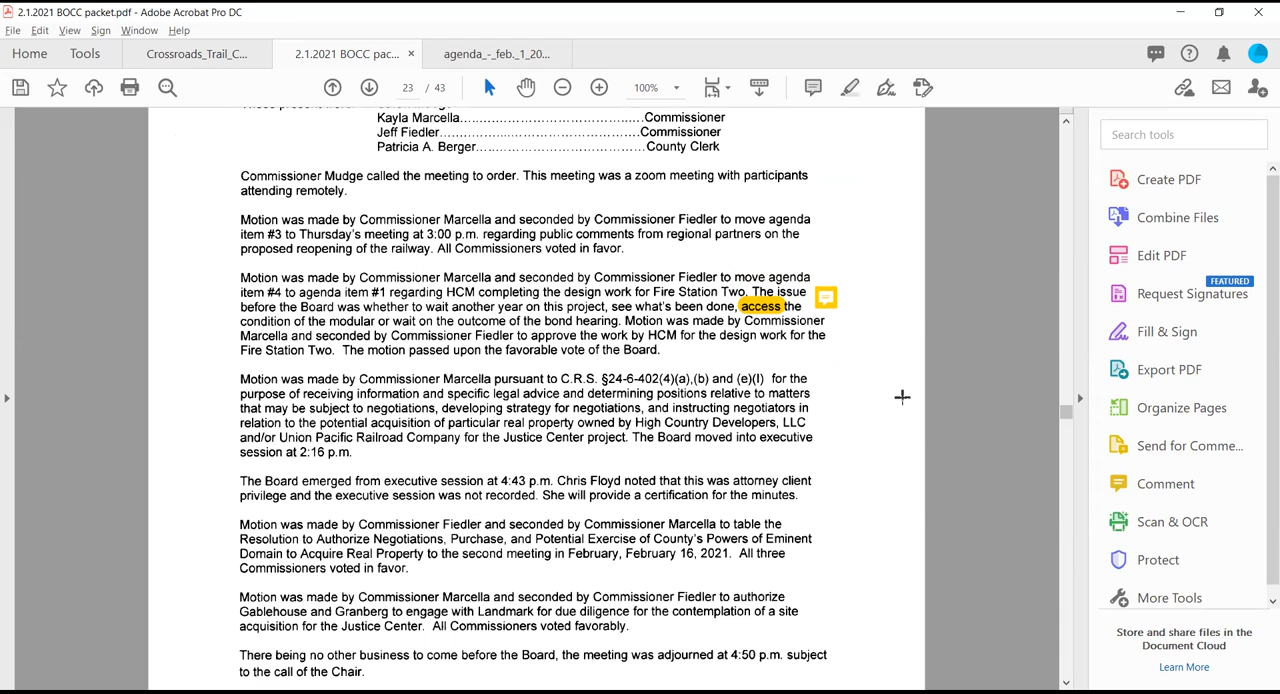 2.1.2021 BOCC packet.pdf - Adobe Acrobat Pro DC
File Edit View Sign Window Help
Home Tools Crossroads_Trail_C... 2.1.2021 BOCC pac... × agenda_-_feb._1_20...
23 / 43 100%
Kayla Marcella.......................................Commissioner
Jeff Fiedler...........................................Commissioner
Patricia A. Berger....................................County Clerk
Commissioner Mudge called the meeting to order. This meeting was a zoom meeting with participants
attending remotely.
Motion was made by Commissioner Marcella and seconded by Commissioner Fiedler to move agenda
item #3 to Thursday's meeting at 3:00 p.m. regarding public comments from regional partners on the
proposed reopening of the railway. All Commissioners voted in favor.
Motion was made by Commissioner Marcella and seconded by Commissioner Fiedler to move agenda
item #4 to agenda item #1 regarding HCM completing the design work for Fire Station Two. The issue
before the Board was whether to wait another year on this project, see what's been done, access the
condition of the modular or wait on the outcome of the bond hearing. Motion was made by Commissioner
Marcella and seconded by Commissioner Fiedler to approve the work by HCM for the design work for the
Fire Station Two. The motion passed upon the favorable vote of the Board.
Motion was made by Commissioner Marcella pursuant to C.R.S. §24-6-402(4)(a),(b) and (e)(I) for the
purpose of receiving information and specific legal advice and determining positions relative to matters
that may be subject to negotiations, developing strategy for negotiations, and instructing negotiators in
relation to the potential acquisition of particular real property owned by High Country Developers, LLC
and/or Union Pacific Railroad Company for the Justice Center project. The Board moved into executive
session at 2:16 p.m.
The Board emerged from executive session at 4:43 p.m. Chris Floyd noted that this was attorney client
privilege and the executive session was not recorded. She will provide a certification for the minutes.
Motion was made by Commissioner Fiedler and seconded by Commissioner Marcella to table the
Resolution to Authorize Negotiations, Purchase, and Potential Exercise of County's Powers of Eminent
Domain to Acquire Real Property to the second meeting in February, February 16, 2021. All three
Commissioners voted in favor.
Motion was made by Commissioner Marcella and seconded by Commissioner Fiedler to authorize
Gablehouse and Granberg to engage with Landmark for due diligence for the contemplation of a site
acquisition for the Justice Center. All Commissioners voted favorably.
There being no other business to come before the Board, the meeting was adjourned at 4:50 p.m. subject
to the call of the Chair.
Search tools
Create PDF
Combine Files
Edit PDF
FEATURED
Request Signatures
Fill & Sign
Export PDF
Organize Pages
Send for Comme...
Comment
Scan & OCR
Protect
More Tools
Store and share files in the
Document Cloud
Learn More